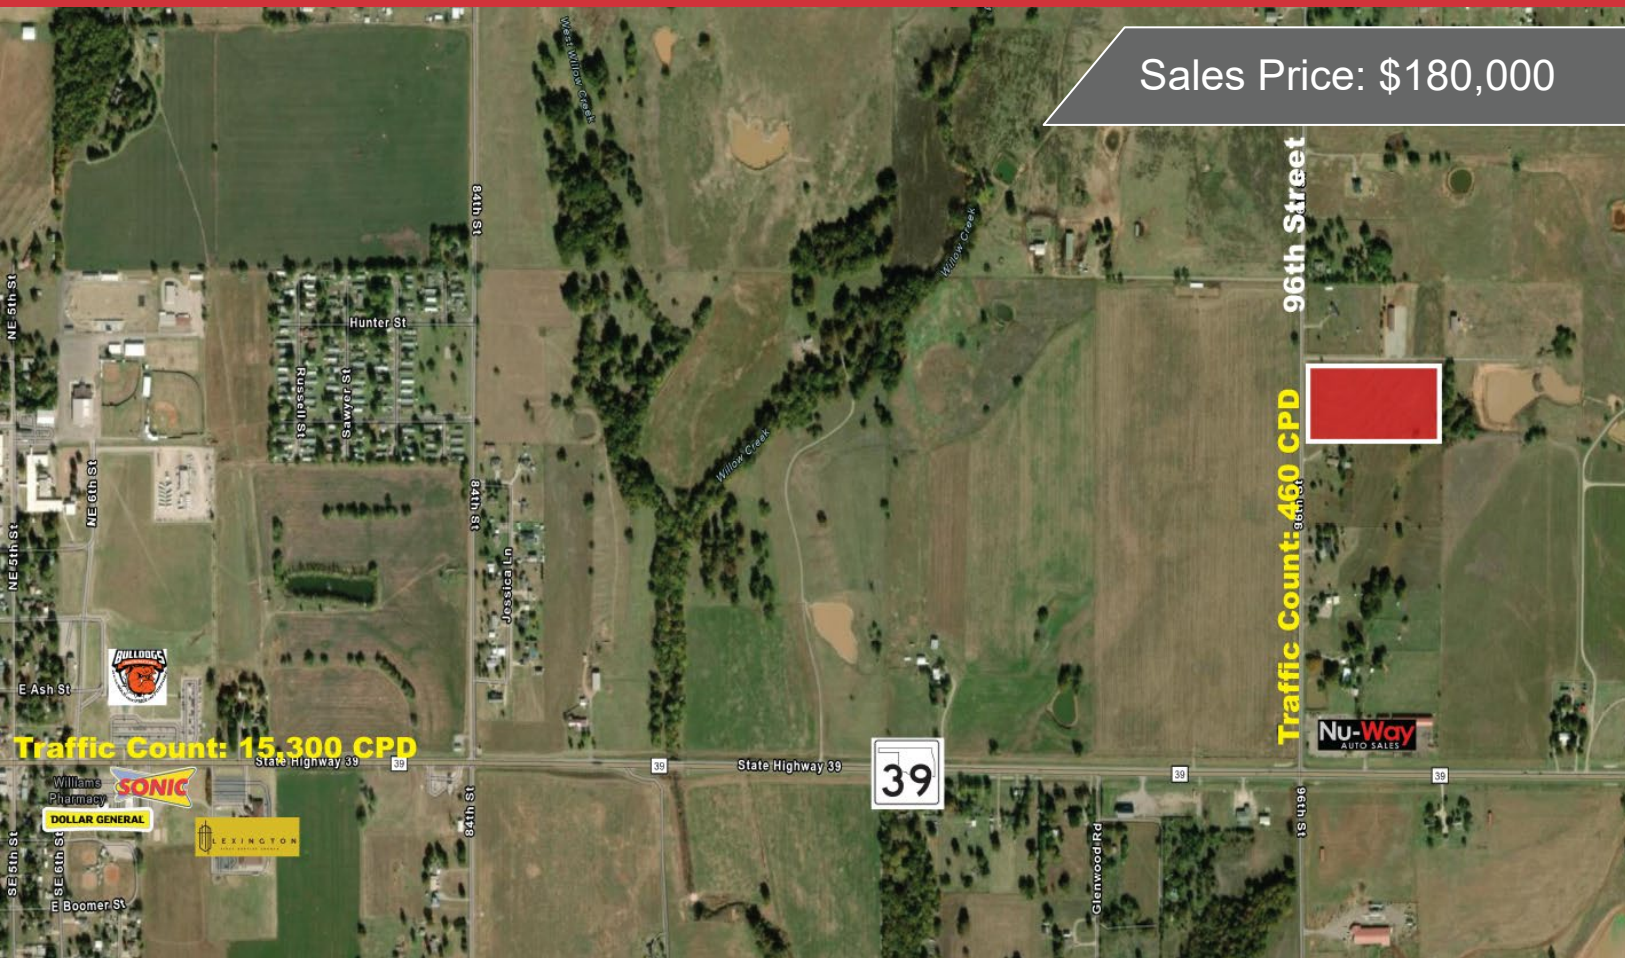 Sales Price: $180,000
West Willow Creek
84th St
Willow Creek
96th Street
NE 5th St
Hunter St
Russell St
Sawyer St
Traffic Count: 460 CPD
96th St
Willow Creek
NE 6th St
84th St
NE 5th St
Jessica Ln
BULLDOGS
E Ash St
Nu-Way
AUTO SALES
Traffic Count: 15,300 CPD
State Highway 39
39
39
State Highway 39
39
39
39
Williams
Pharmacy
SONIC
DOLLAR GENERAL
LEXINGTON
84th St
96th St
SE 5th St
SE 6th St
Glenwood Rd
E Boomer St